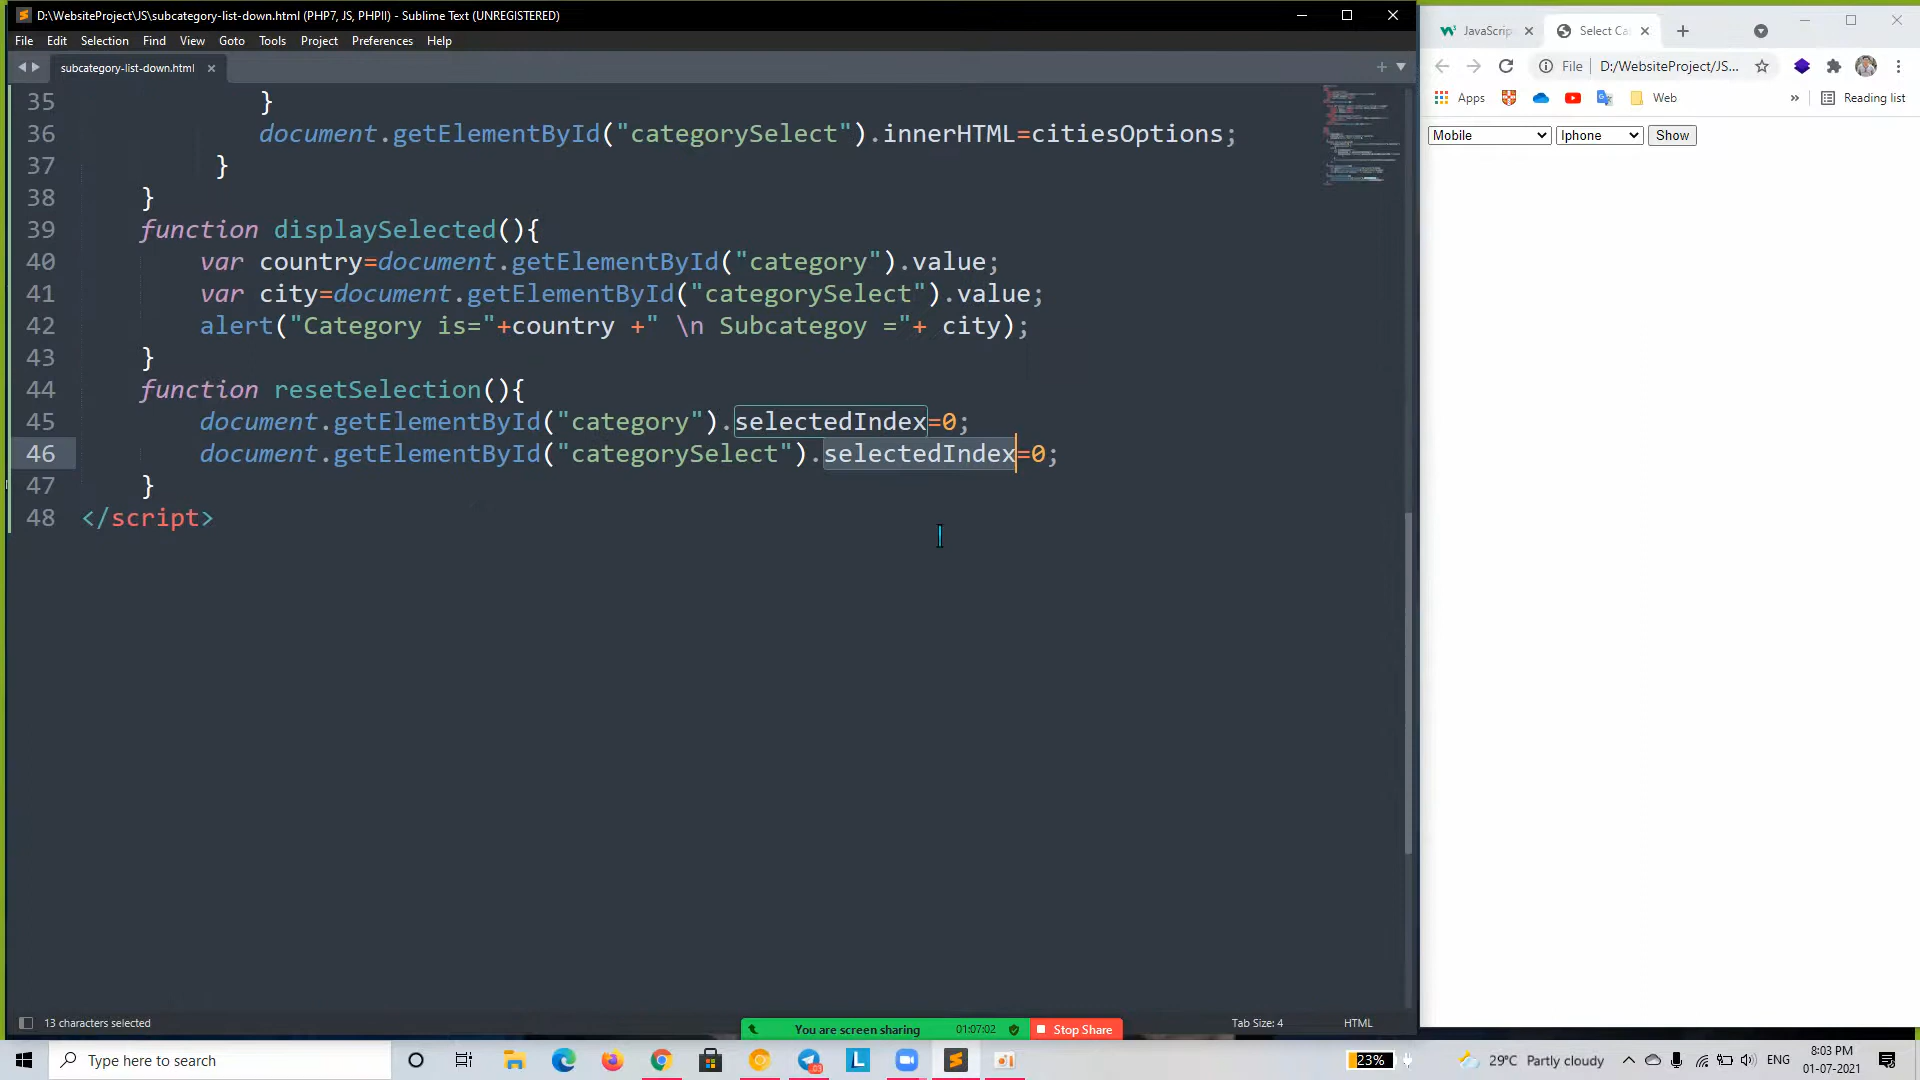 D:\WebsiteProject\JS\subcategory-list-down.html (PHP7, JS, PHPII) - Sublime Text (UNREGISTERED)
File Edit Selection Find View Goto Tools Project Preferences Help
subcategory-list-down.html
35 }
36 document.getElementById("categorySelect").innerHTML=citiesOptions;
37 }
38 }
39 function displaySelected(){
40 var country=document.getElementById("category").value;
41 var city=document.getElementById("categorySelect").value;
42 alert("Category is="+country +" \n Subcategoy ="+ city);
43 }
44 function resetSelection(){
45 document.getElementById("category").selectedIndex=0;
46 document.getElementById("categorySelect").selectedIndex=0;
47 }
48 </script>
13 characters selected
Tab Size: 4
HTML
JavaScrip
Select Ca
File D:/WebsiteProject/JS...
Apps Web » Reading list
Mobile Iphone Show
You are screen sharing 01:07:02 Stop Share
Type here to search
23%
29°C Partly cloudy
ENG
8:03 PM
01-07-2021